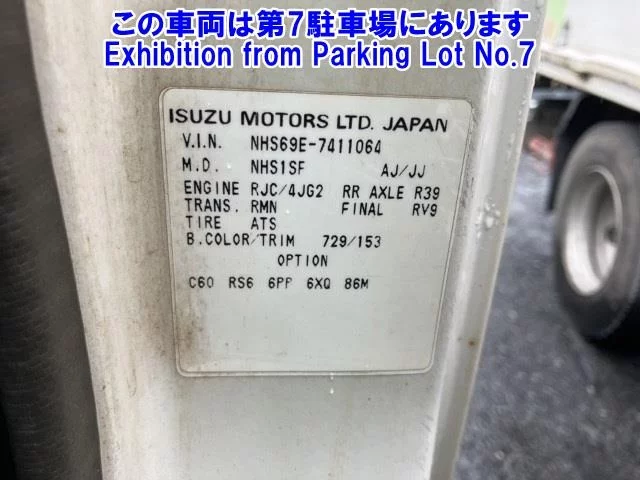 この車両は第7駐車場にあります
Exhibition from Parking Lot No.7
ISUZU MOTORS LTD. JAPAN
V.I.N. NHS69E-7411064
M.D. NHS1SF AJ/JJ
ENGINE RJC/4JG2 RR AXLE R39
TRANS. RMN FINAL RV9
TIRE ATS
B.COLOR/TRIM 729/153
OPTION
C60 RS6 6PP 6XQ 86M